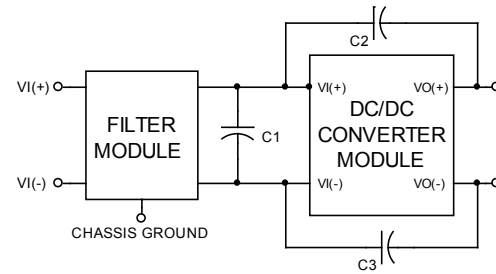 C2
VI(+)
VI(+)
VO(+)
FILTER
MODULE
C1
DC/DC
CONVERTER
MODULE
VI(-)
VI(-)
VO(-)
CHASSIS GROUND
C3